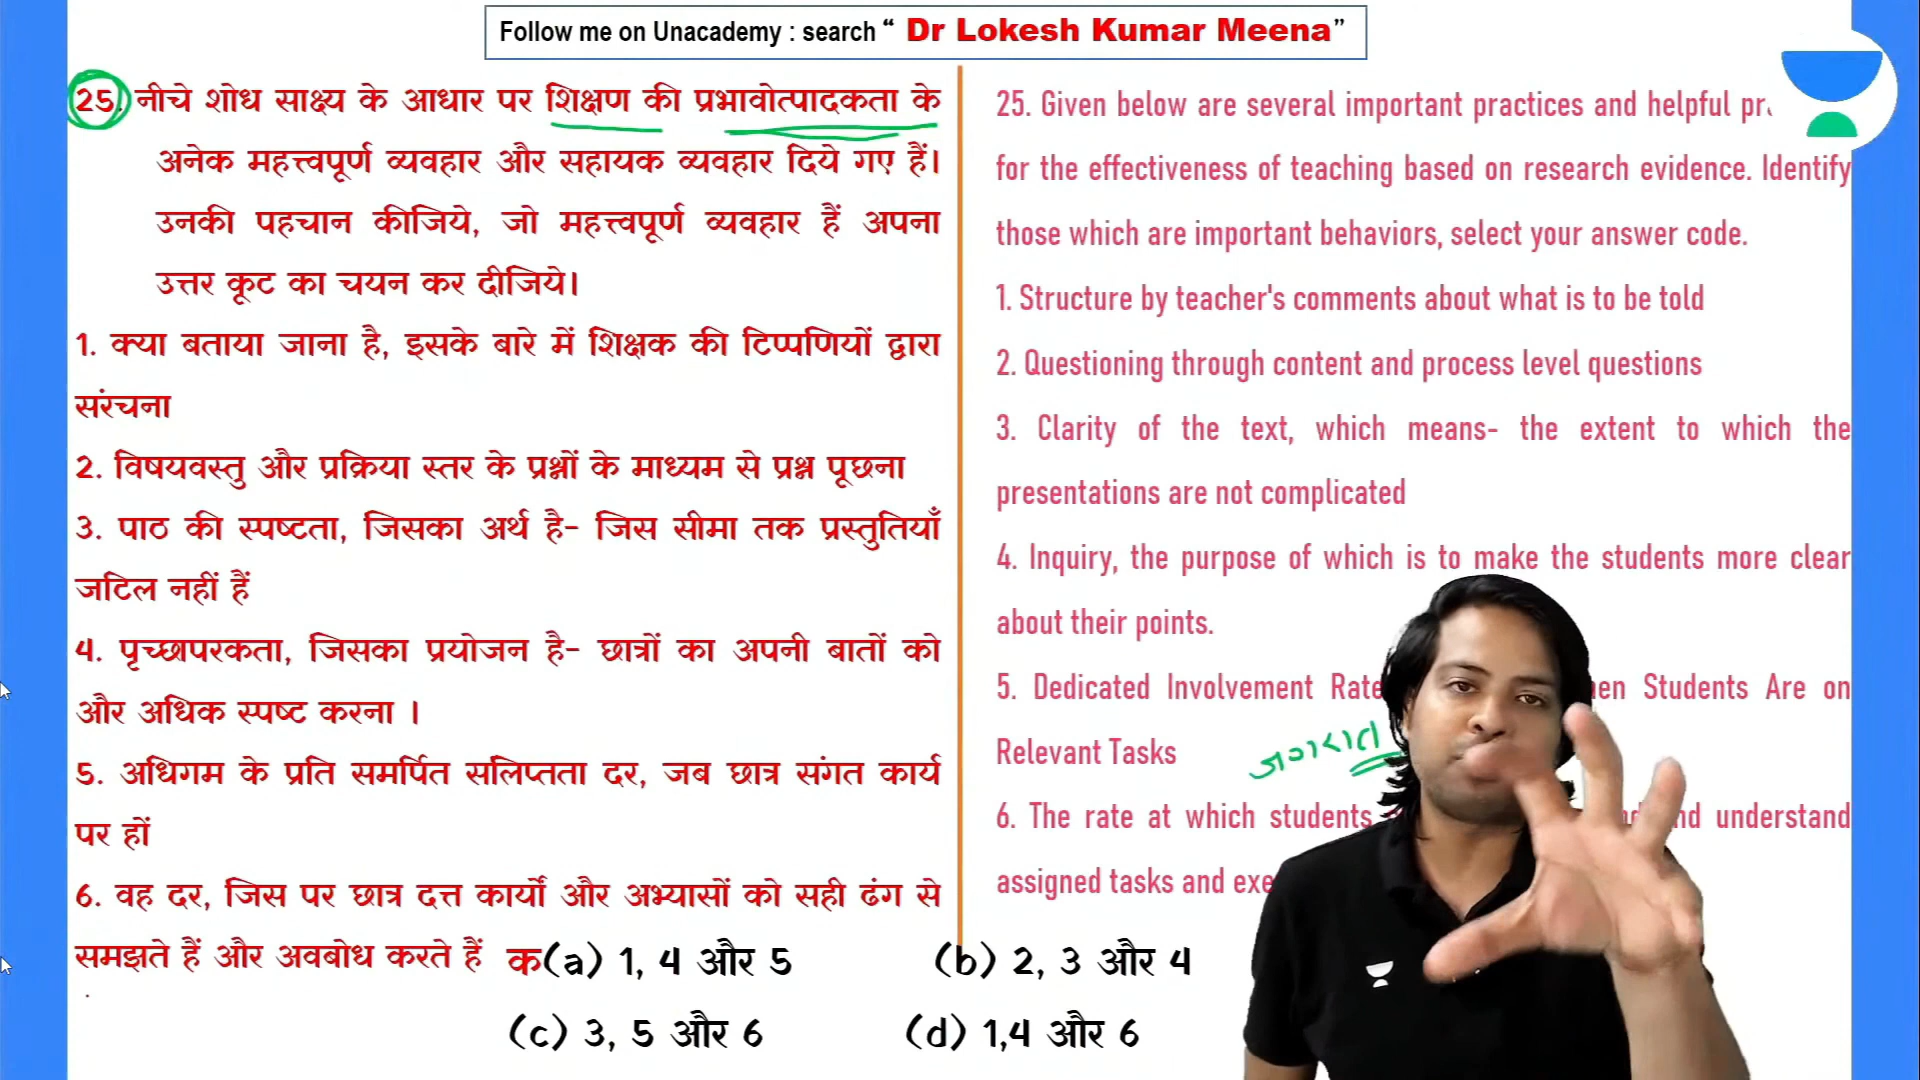 Follow me on Unacademy : search “ Dr Lokesh Kumar Meena”
25. नीचे शोध साक्ष्य के आधार पर शिक्षण की प्रभावोत्पादकता के
अनेक महत्त्वपूर्ण व्यवहार और सहायक व्यवहार दिये गए हैं।
उनकी पहचान कीजिये, जो महत्त्वपूर्ण व्यवहार हैं अपना
उत्तर कूट का चयन कर दीजिये।
1. क्या बताया जाना है, इसके बारे में शिक्षक की टिप्पणियों द्वारा
सरंचना
2. विषयवस्तु और प्रक्रिया स्तर के प्रश्नों के माध्यम से प्रश्न पूछना
3. पाठ की स्पष्टता, जिसका अर्थ है- जिस सीमा तक प्रस्तुतियाँ
जटिल नहीं हैं
4. पृच्छापरकता, जिसका प्रयोजन है- छात्रों का अपनी बातों को
और अधिक स्पष्ट करना ।
5. अधिगम के प्रति समर्पित सलिप्तता दर, जब छात्र संगत कार्य
पर हों
6. वह दर, जिस पर छात्र दत्त कार्यों और अभ्यासों को सही ढंग से
समझते हैं और अवबोध करते हैं क
(a) 1, 4 और 5
(b) 2, 3 और 4
(c) 3, 5 और 6
(d) 1,4 और 6
25. Given below are several important practices and helpful
for the effectiveness of teaching based on research evidence. Identify
those which are important behaviors, select your answer code.
1. Structure by teacher's comments about what is to be told
2. Questioning through content and process level questions
3. Clarity of the text, which means- the extent to which the
presentations are not complicated
4. Inquiry, the purpose of which is to make the students more clear
about their points.
5. Dedicated Involvement Rate Students Are on
Relevant Tasks
6. The rate at which students understand
assigned tasks and